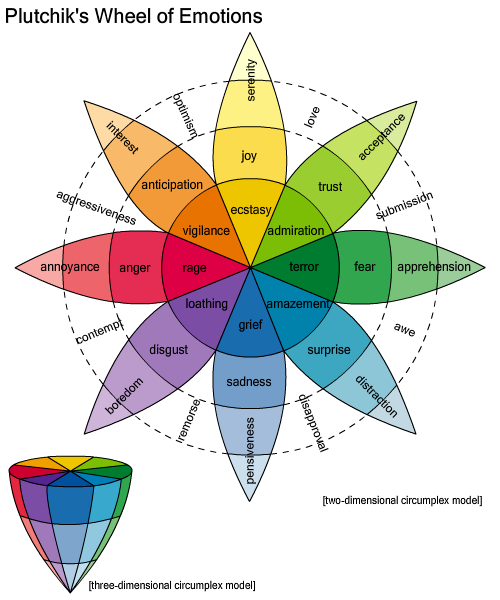 Plutchik's Wheel of Emotions
serenity
optimism
love
interest
acceptance
joy
anticipation
trust
aggressiveness
submission
ecstasy
vigilance
admiration
annoyance
anger
rage
terror
fear
apprehension
loathing
amazement
grief
contempt
awe
disgust
surprise
sadness
boredom
distraction
remorse
disapproval
pensiveness
[two-dimensional circumplex model]
[three-dimensional circumplex model]